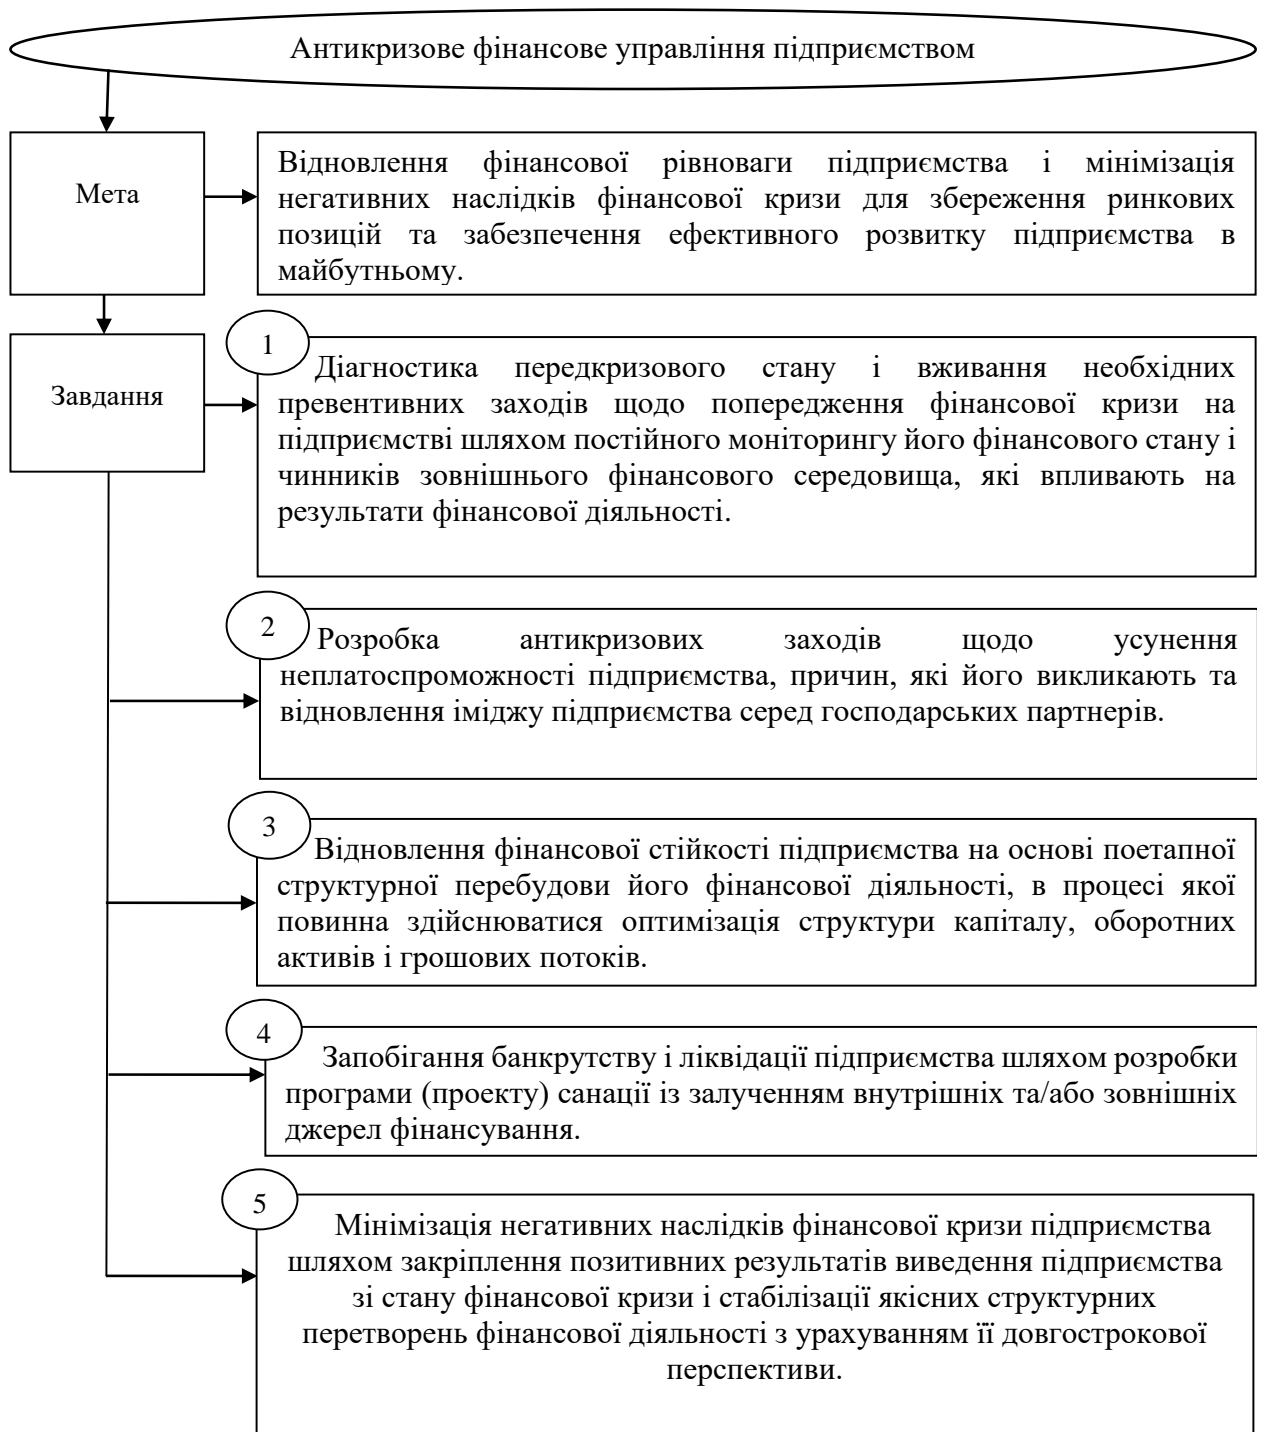 Антикризове фінансове управління підприємством
Мета
Відновлення фінансової рівноваги підприємства і мінімізація
негативних наслідків фінансової кризи для збереження ринкових
позицій та забезпечення ефективного розвитку підприємства в
майбутньому.
Завдання
1
Діагностика передкризового стану і вживання необхідних
превентивних заходів щодо попередження фінансової кризи на
підприємстві шляхом постійного моніторингу його фінансового стану і
чинників зовнішнього фінансового середовища, які впливають на
результати фінансової діяльності.
2
Розробка антикризових заходів щодо усунення
неплатоспроможності підприємства, причин, які його викликають та
відновлення іміджу підприємства серед господарських партнерів.
3
Відновлення фінансової стійкості підприємства на основі поетапної
структурної перебудови його фінансової діяльності, в процесі якої
повинна здійснюватися оптимізація структури капіталу, оборотних
активів і грошових потоків.
4
Запобігання банкрутству і ліквідації підприємства шляхом розробки
програми (проекту) санації із залученням внутрішніх та/або зовнішніх
джерел фінансування.
5
Мінімізація негативних наслідків фінансової кризи підприємства
шляхом закріплення позитивних результатів виведення підприємства
зі стану фінансової кризи і стабілізації якісних структурних
перетворень фінансової діяльності з урахуванням її довгострокової
перспективи.